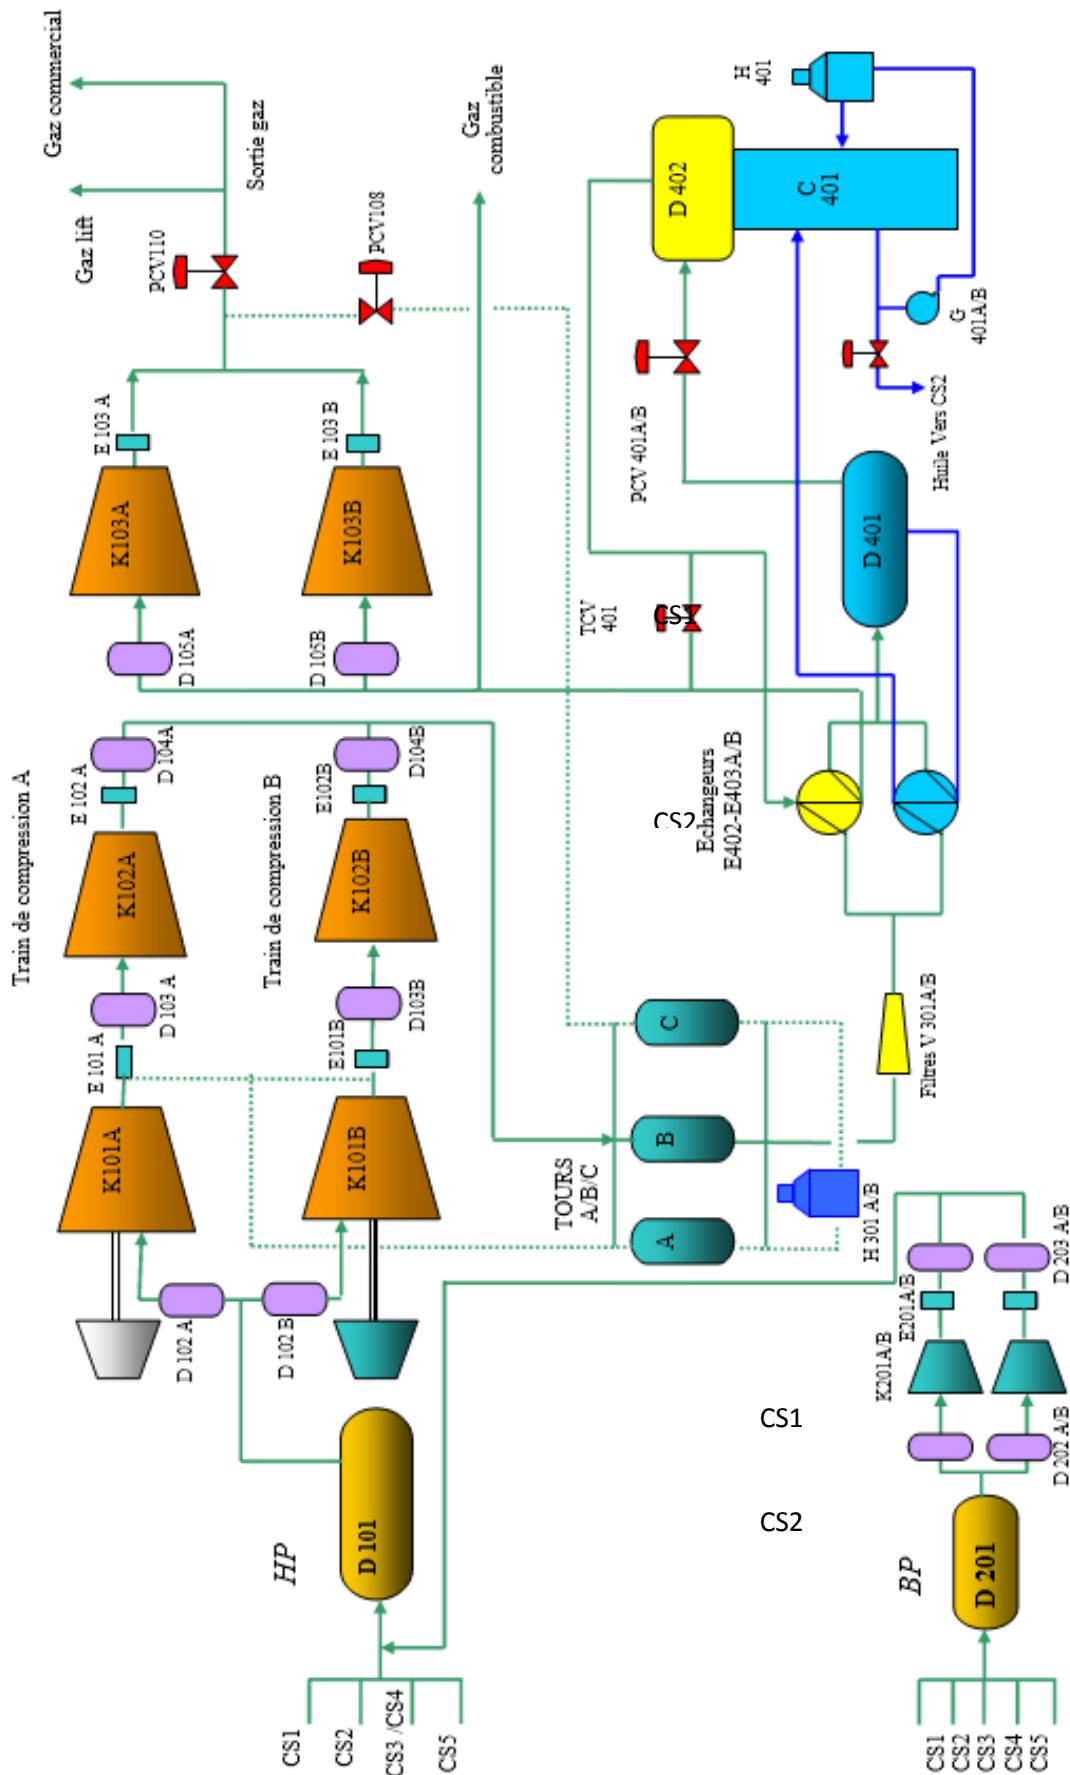 Gaz commercial
Gaz lift
Sortie gaz
Gaz
combustible
PCV110
PCV108
H
401
D 402
C
401
G
401A/B
PCV 401A/B
Huile Vers CS2
D 401
TCV
401
CS1
E 103 A
E 103 B
K103A
K103B
D 105A
D 105B
Train de compression A
Train de compression B
E 102 A
D 104A
E102B
D104B
K102A
K102B
CS2
Echangeurs
E402-E403A/B
E 101 A
D 103 A
E101B
D103B
K101A
K101B
TOURS
A/B/C
A
B
C
Filtres V 301A/B
H 301 A/B
D 102 A
D 102 B
D 203 A/B
E201A/B
K201A/B
D 202 A/B
CS1
CS2
HP
D 101
BP
D 201
CS1
CS2
CS3 /CS4
CS5
CS1
CS2
CS3
CS4
CS5